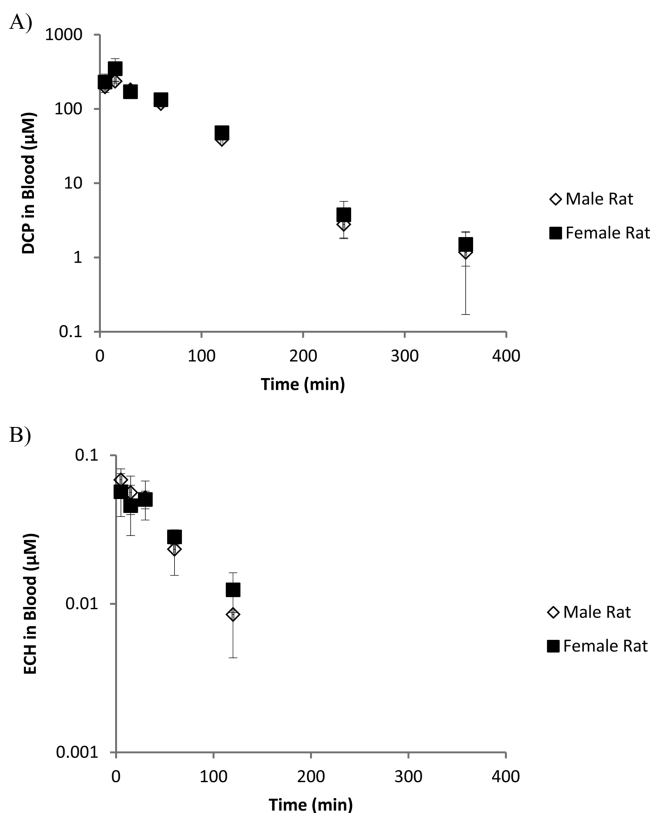 A)
1000
100
10
1
0.1
DCP in Blood (µM)
0 100 200 300 400
Time (min)
Male Rat
Female Rat
B)
0.1
0.01
0.001
ECH in Blood (µM)
0 100 200 300 400
Time (min)
Male Rat
Female Rat